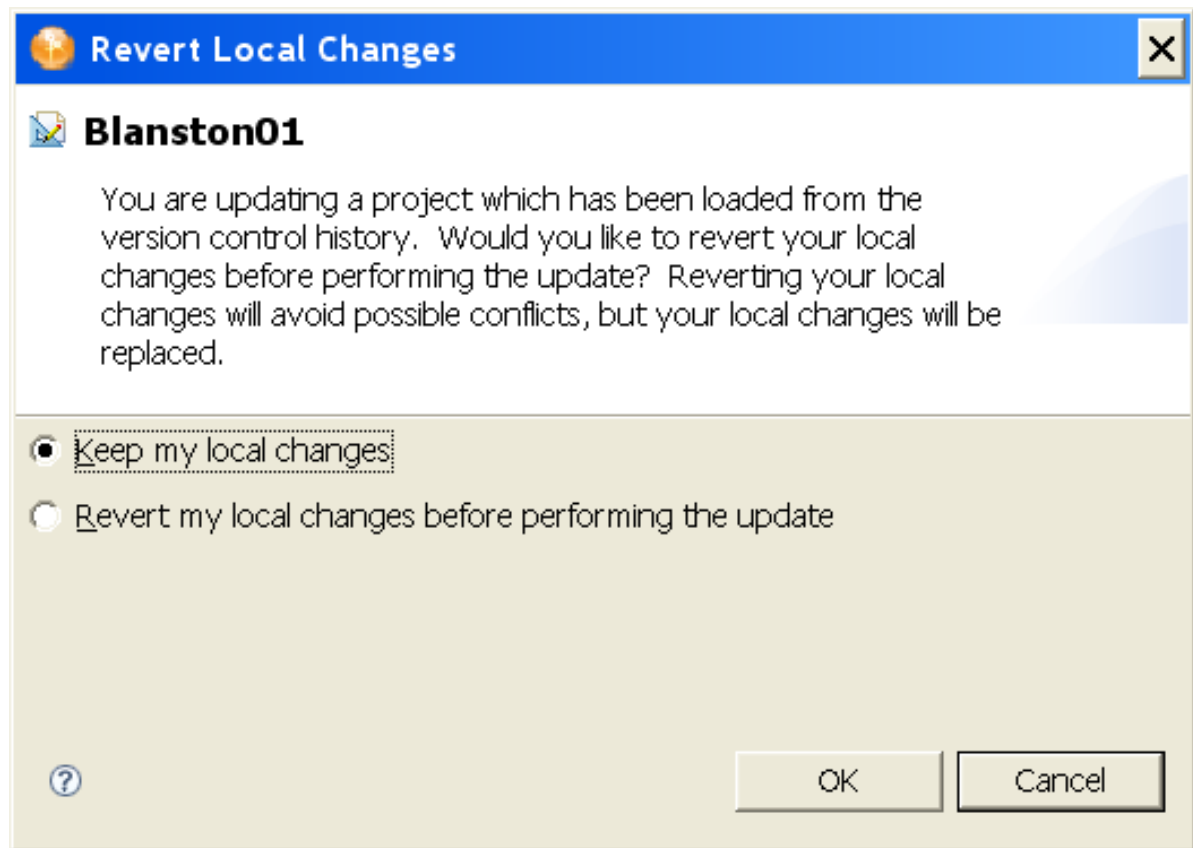 Revert Local Changes
Blanston01
You are updating a project which has been loaded from the
version control history.  Would you like to revert your local
changes before performing the update?  Reverting your local
changes will avoid possible conflicts, but your local changes will be
replaced.
Keep my local changes
Revert my local changes before performing the update
?
OK
Cancel